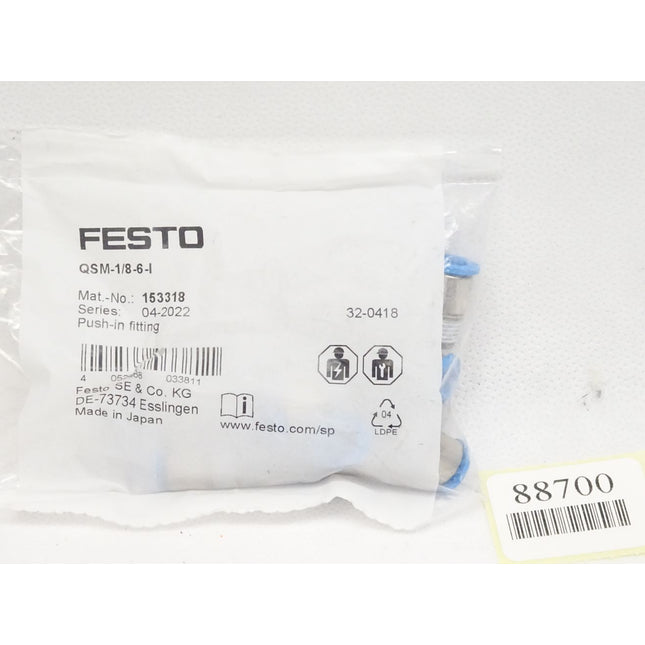 FESTO
QSM-1/8-6-I
Mat.-No.: 153318
Series: 04-2022 32-0418
Push-in fitting
4 033811
Festo SE & Co. KG
DE-73734 Esslingen
Made in Japan
www.festo.com/sp
04
LDPE
88700